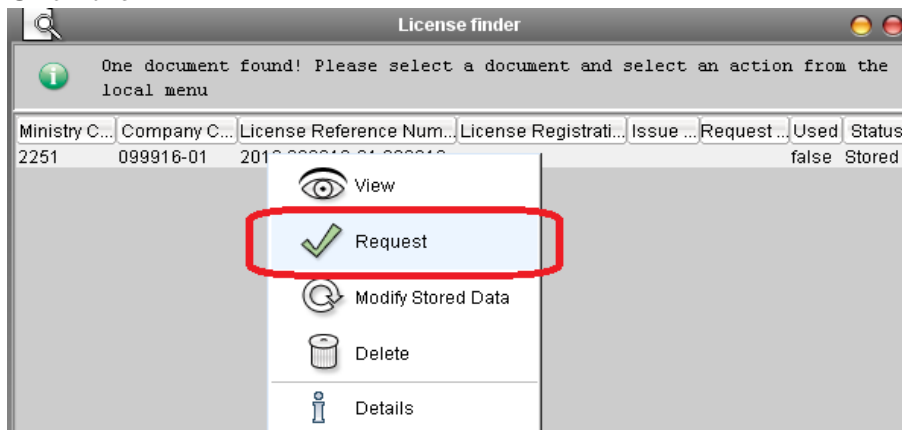 License finder
One document found! Please select a document and select an action from the
local menu
Ministry C... Company C... License Reference Num... License Registrati... Issue ... Request ... Used Status
2251 099916-01 false Stored
View
Request
Modify Stored Data
Delete
Details